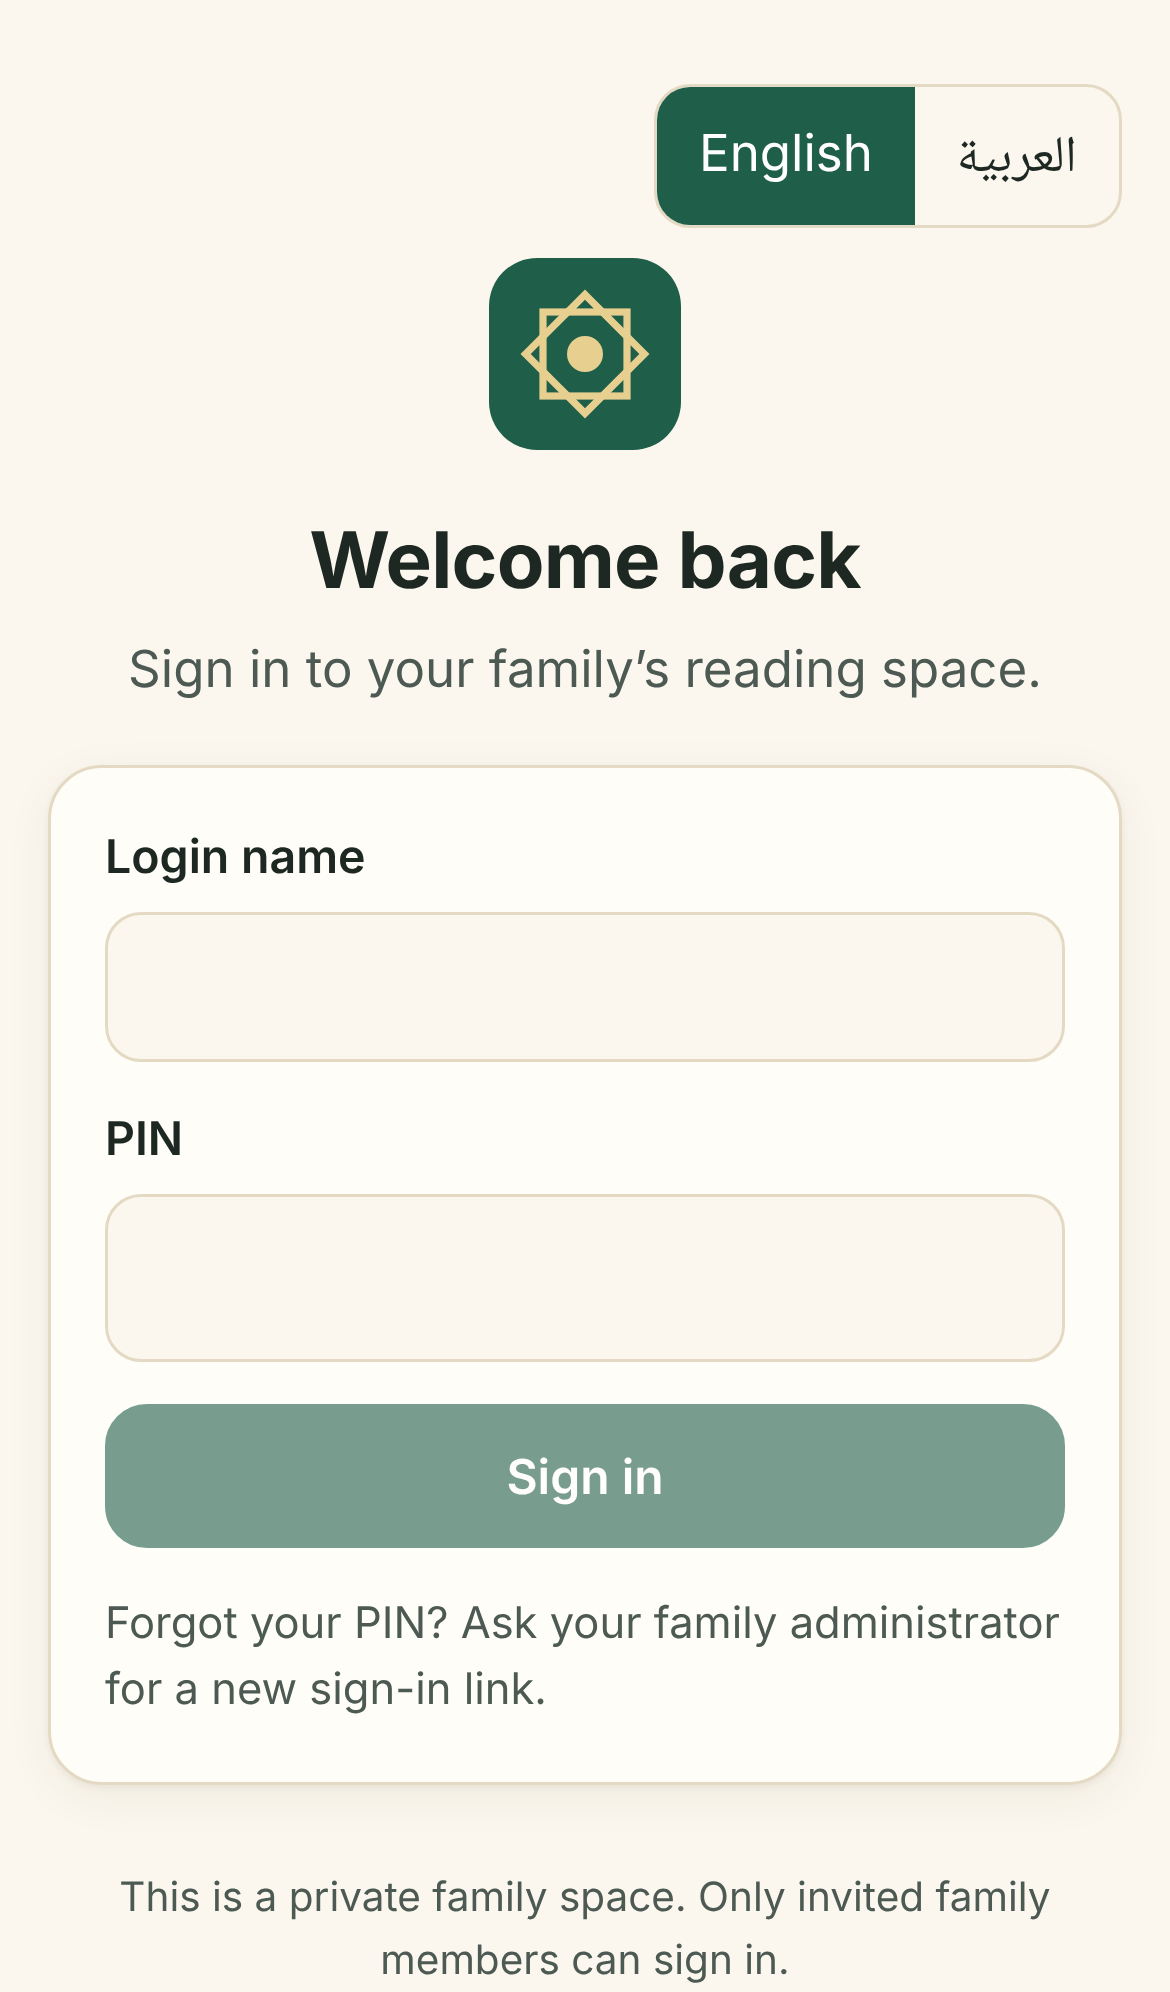 English
العربية
Welcome back
Sign in to your family’s reading space.
Login name
PIN
Sign in
Forgot your PIN? Ask your family administrator
for a new sign-in link.
This is a private family space. Only invited family
members can sign in.